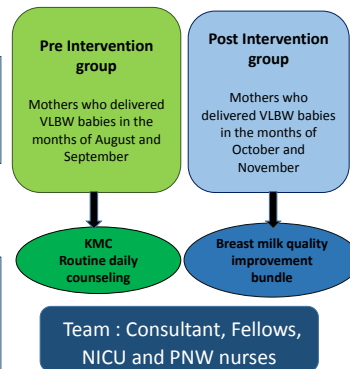 Pre Intervention
group
Mothers who delivered
VLBW babies in the
months of August and
September
Post Intervention
group
Mothers who
delivered VLBW babies
in the months of
October and
November
KMC
Routine daily
counseling
Breast milk quality
improvement
bundle
Team : Consultant, Fellows,
NICU and PNW nurses